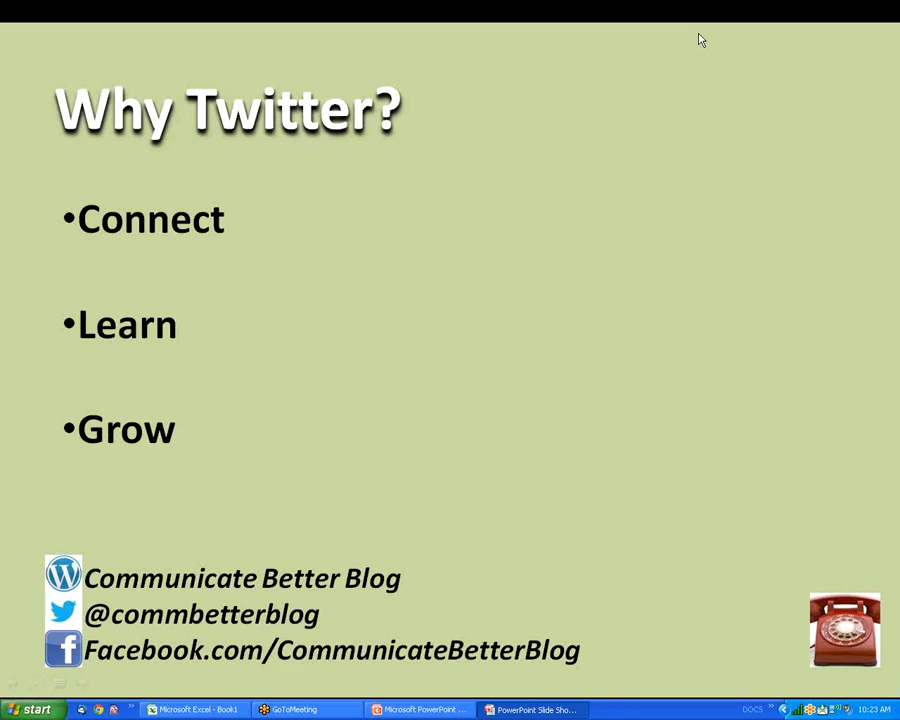 Why Twitter?
•Connect
•Learn
•Grow
Communicate Better Blog
@commbetterblog
Facebook.com/CommunicateBetterBlog
start
Microsoft Excel - Book1
GoToMeeting
Microsoft PowerPoint ...
PowerPoint Slide Sho...
DOCS
10:23 AM